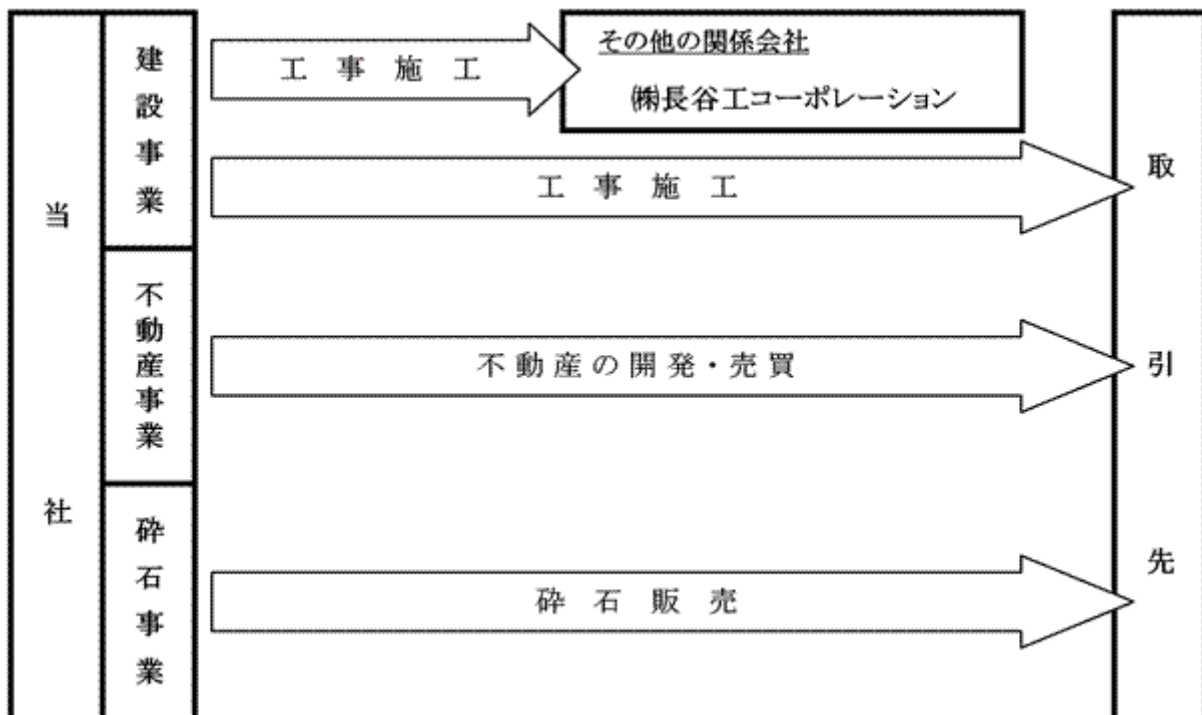 当社
建設事業
工事施工
その他の関係会社
㈱長谷工コーポレーション
工事施工
不動産事業
不動産の開発・売買
砕石事業
砕石販売
取引先